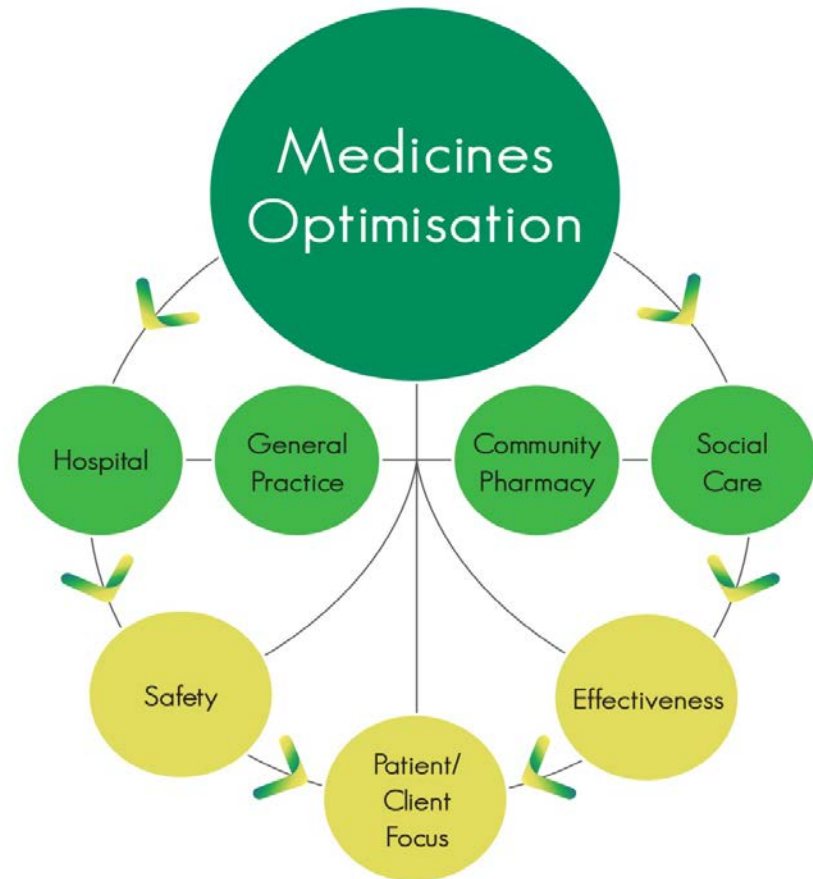 Medicines
Optimisation
Hospital
General
Practice
Community
Pharmacy
Social
Care
Safety
Effectiveness
Patient/
Client
Focus